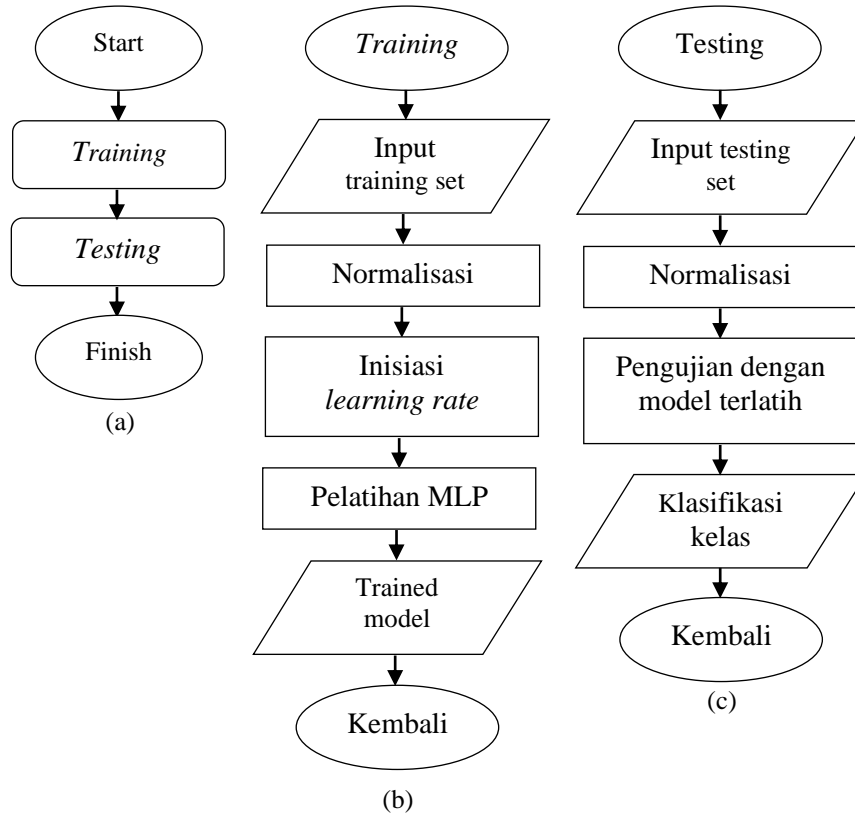 Start
Training
Testing
Finish
(a)
Training
Input
training set
Normalisasi
Inisiasi
learning rate
Pelatihan MLP
Trained
model
Kembali
(b)
Testing
Input testing
set
Normalisasi
Pengujian dengan
model terlatih
Klasifikasi
kelas
Kembali
(c)